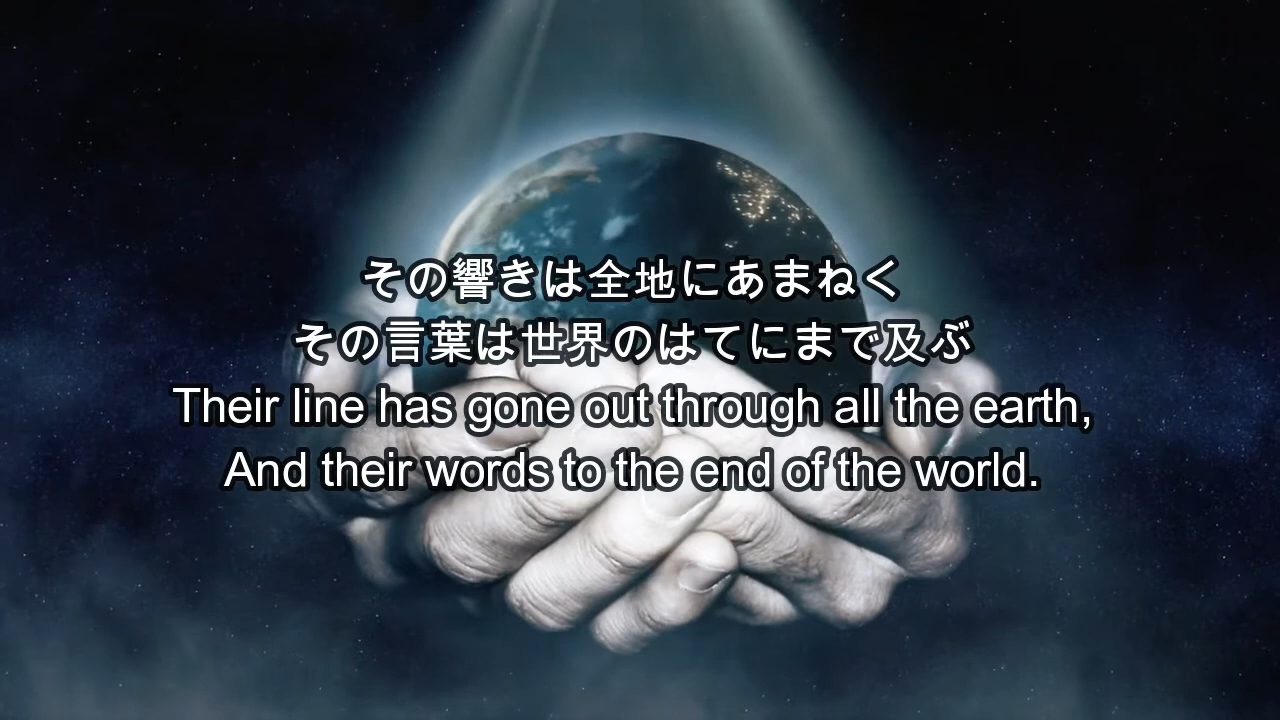 その響きは全地にあまねく
その言葉は世界のはてにまで及ぶ
Their line has gone out through all the earth,
And their words to the end of the world.